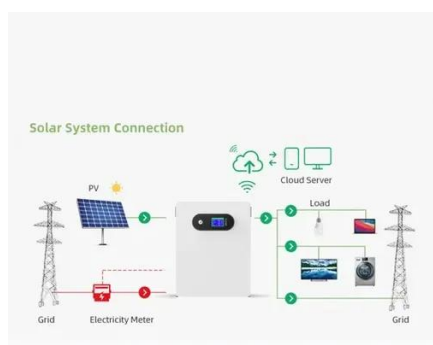 Solar System Connection
Cloud Server
PV
Load
Grid
Electricity Meter
Grid